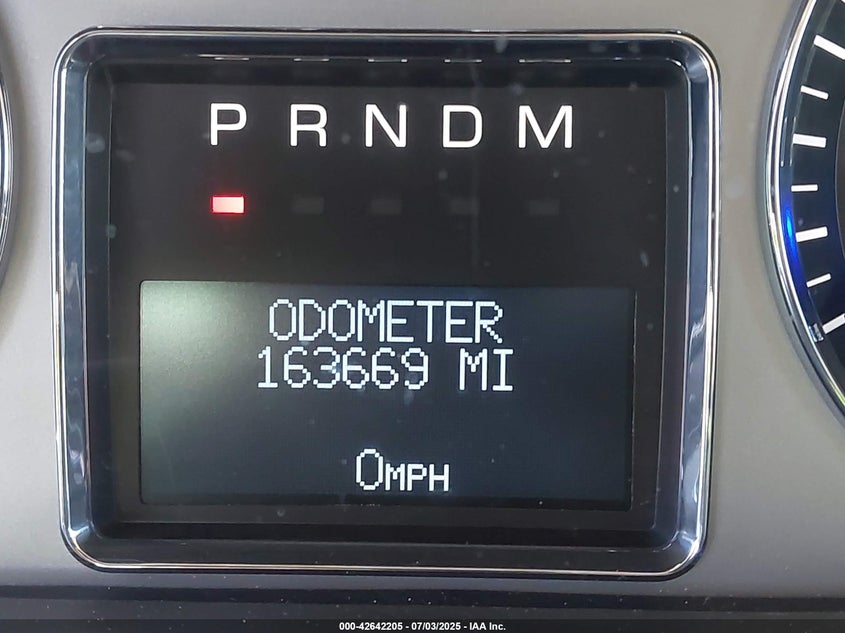 P R N D M
ODOMETER
163669 MI
0MPH
000-42642205 - 07/03/2025 - IAA Inc.